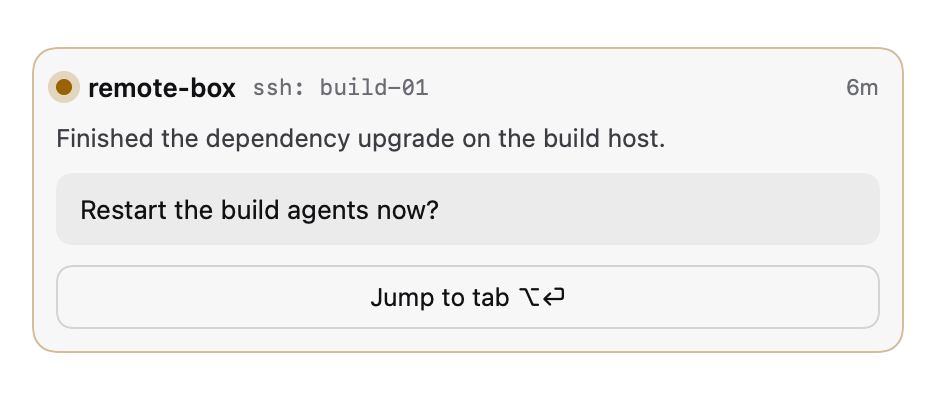 remote-box ssh: build-01 6m
Finished the dependency upgrade on the build host.
Restart the build agents now?
Jump to tab ⌥⏎